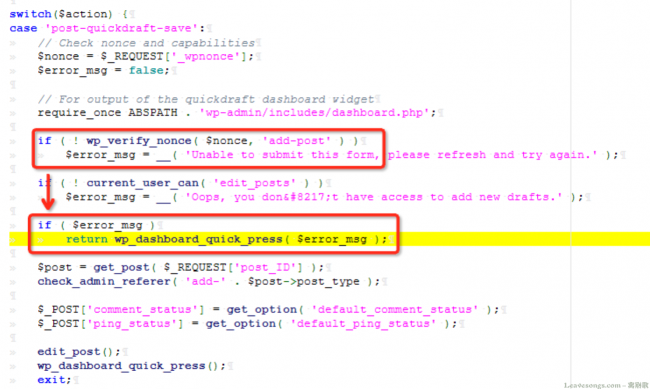 switch($action) {
case 'post-quickdraft-save':
// Check nonce and capabilities
$nonce = $_REQUEST['_wpnonce'];
$error_msg = false;
// For output of the quickdraft dashboard widget
require_once ABSPATH . 'wp-admin/includes/dashboard.php';
if ( ! wp_verify_nonce( $nonce, 'add-post' ) )
$error_msg = __( 'Unable to submit this form, please refresh and try again.' );
if ( ! current_user_can( 'edit_posts' ) )
$error_msg = __( 'Oops, you don&#8217;t have access to add new drafts.' );
if ( $error_msg )
return wp_dashboard_quick_press( $error_msg );
$post = get_post( $_REQUEST['post_ID'] );
check_admin_referer( 'add-' . $post->post_type );
$_POST['comment_status'] = get_option( 'default_comment_status' );
$_POST['ping_status'] = get_option( 'default_ping_status' );
edit_post();
wp_dashboard_quick_press();
exit;
Leavesongs.com – 离别歌